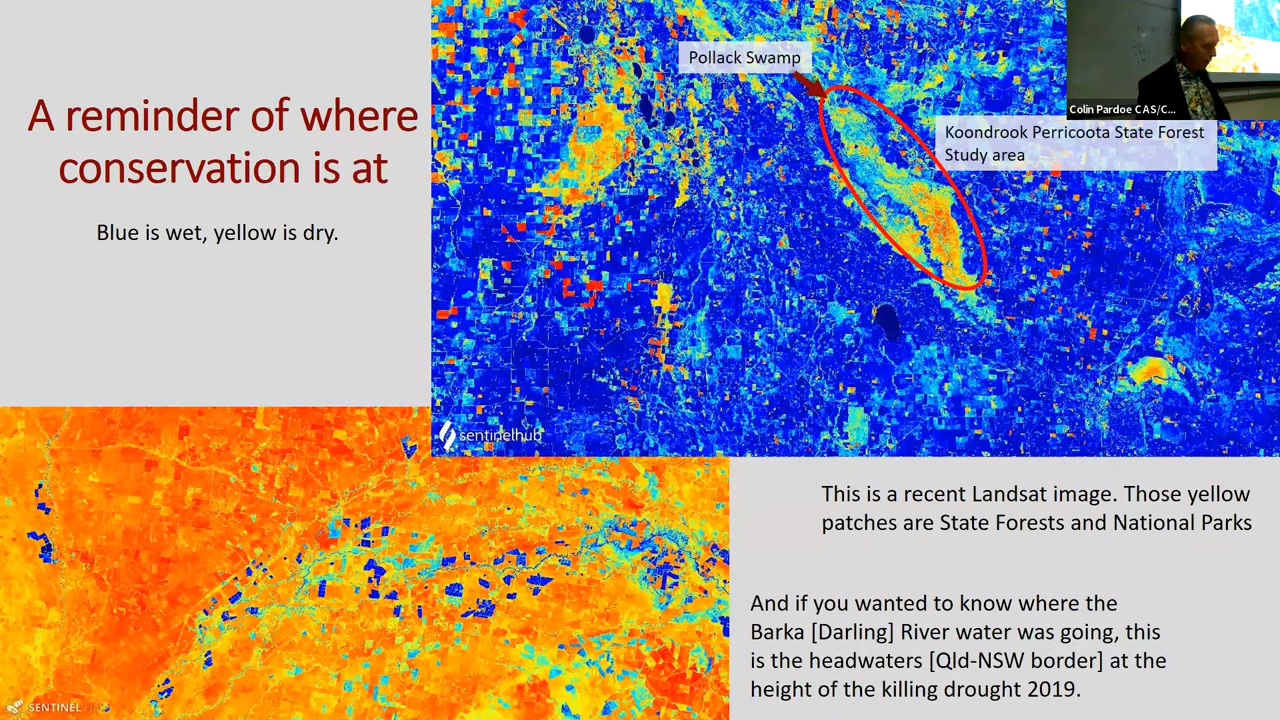 A reminder of where
conservation is at
Blue is wet, yellow is dry.
Pollack Swamp
Koondrook Perricoota State Forest
Study area
Colin Pardoe CAS/C...
sentinelhub
This is a recent Landsat image. Those yellow
patches are State Forests and National Parks
And if you wanted to know where the
Barka [Darling] River water was going, this
is the headwaters [Qld-NSW border] at the
height of the killing drought 2019.
SENTINEL